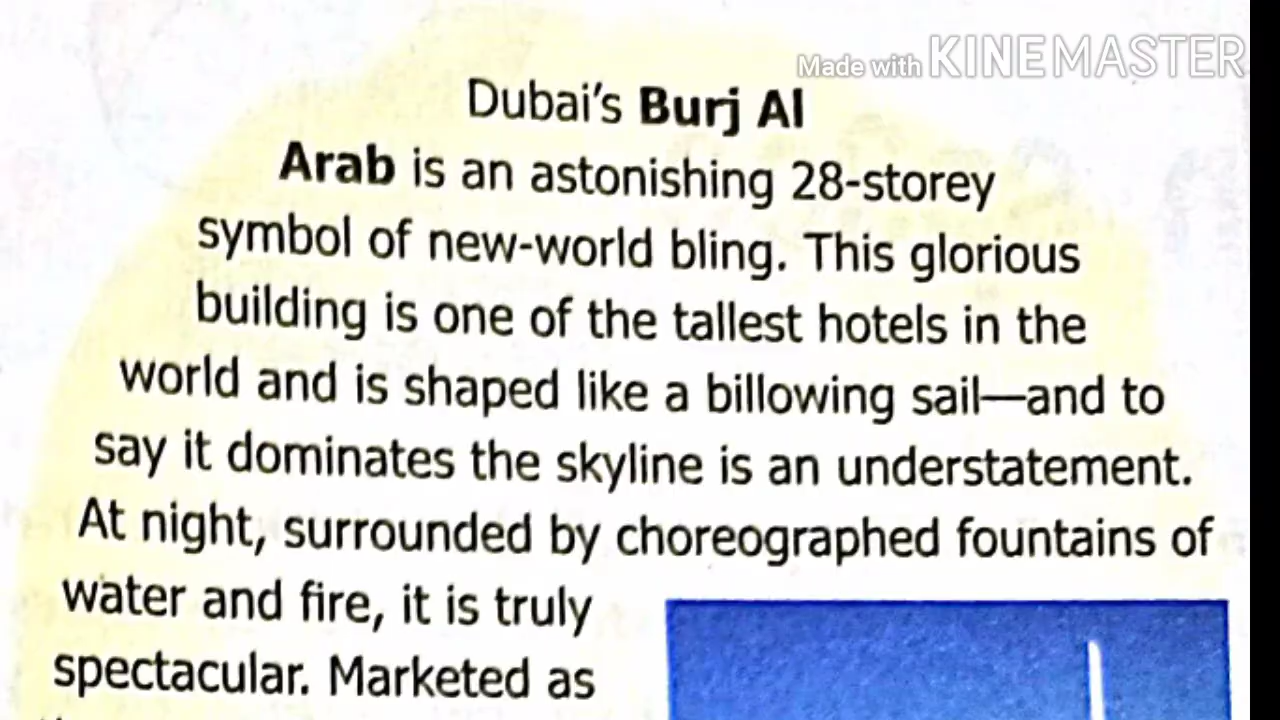 Made with KINEMASTER
Dubai's Burj Al
Arab is an astonishing 28-storey
symbol of new-world bling. This glorious
building is one of the tallest hotels in the
world and is shaped like a billowing sail—and to
say it dominates the skyline is an understatement.
At night, surrounded by choreographed fountains of
water and fire, it is truly
spectacular. Marketed as